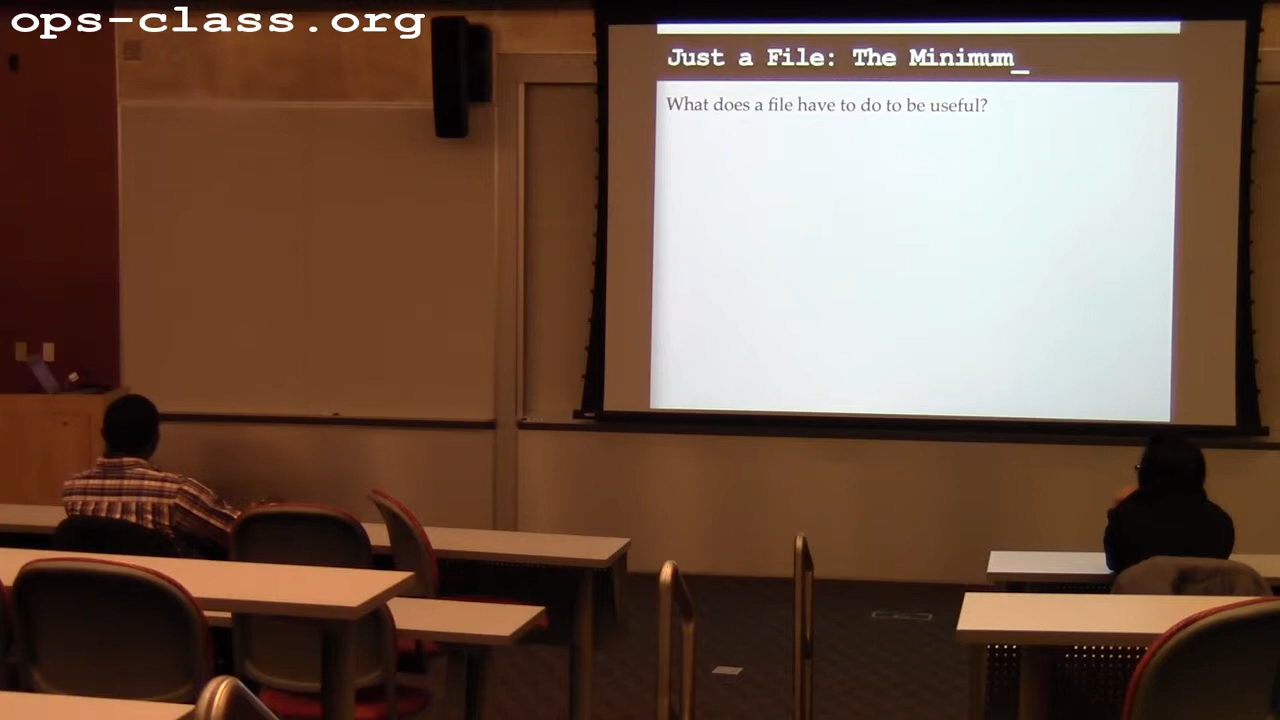 ops-class.org
Just a File: The Minimum_
What does a file have to do to be useful?